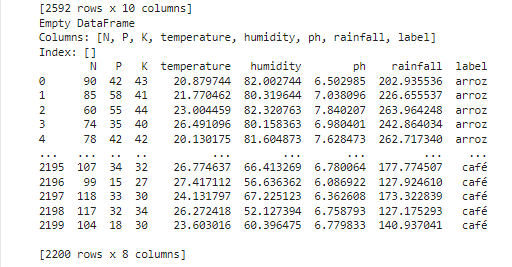 [2592 rows x 10 columns]
Empty DataFrame
Columns: [N, P, K, temperature, humidity, ph, rainfall, label]
Index: []
N P K temperature humidity ph rainfall label
0 90 42 43 20.879744 82.002744 6.502985 202.935536 arroz
1 85 58 41 21.770462 80.319644 7.038096 226.655537 arroz
2 60 55 44 23.004459 82.320763 7.840207 263.964248 arroz
3 74 35 40 26.491096 80.158363 6.980401 242.864034 arroz
4 78 42 42 20.130175 81.604873 7.628473 262.717340 arroz
... ... .. .. ... ... ... ... ...
2195 107 34 32 26.774637 66.413269 6.780064 177.774507 café
2196 99 15 27 27.417112 56.636362 6.086922 127.924610 café
2197 118 33 30 24.131797 67.225123 6.362608 173.322839 café
2198 117 32 34 26.272418 52.127394 6.758793 127.175293 café
2199 104 18 30 23.603016 60.396475 6.779833 140.937041 café
[2200 rows x 8 columns]